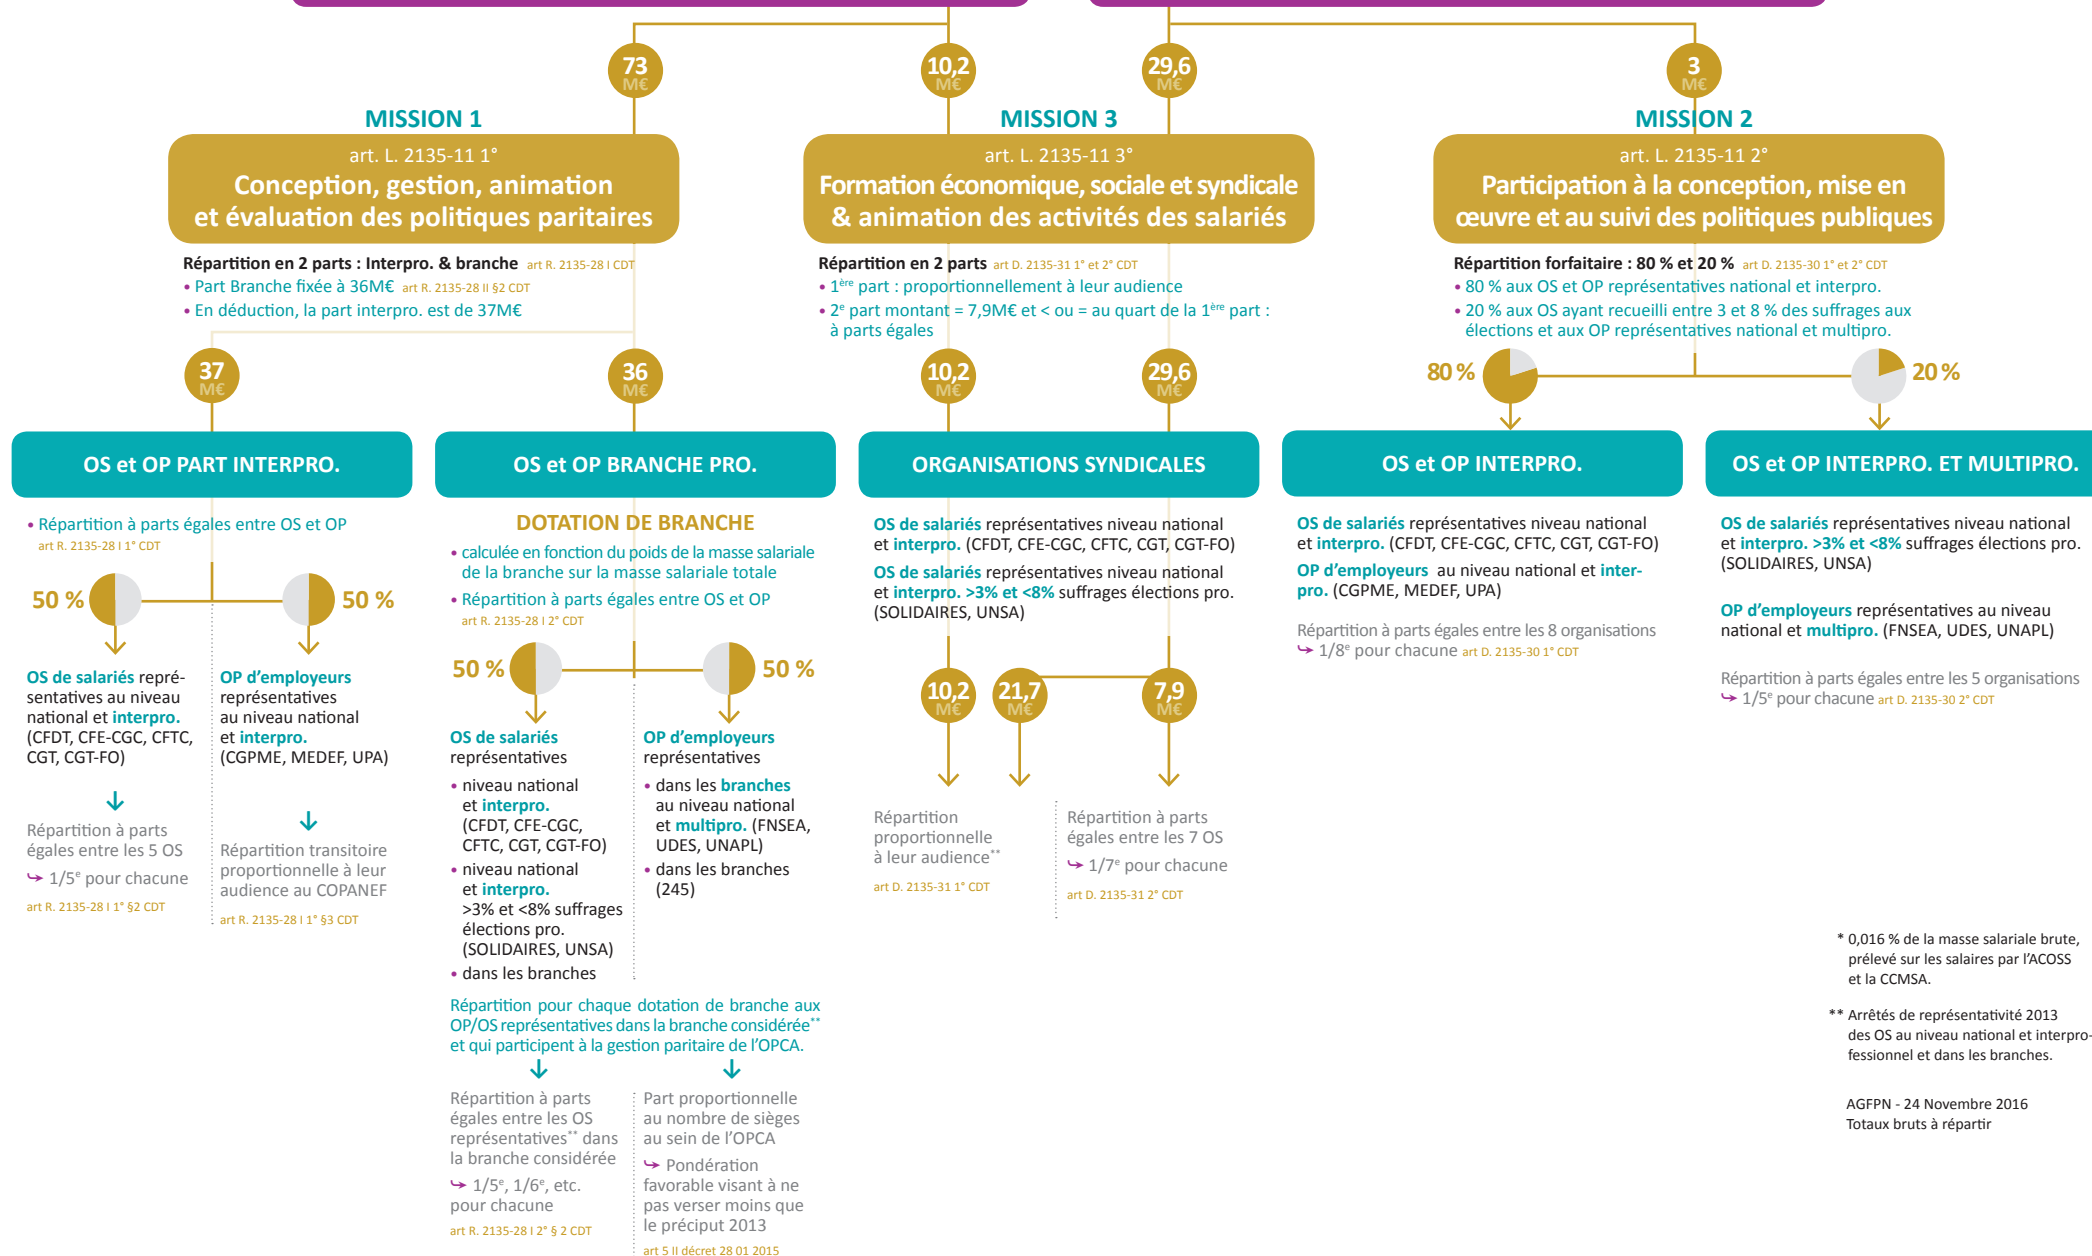 73
M€
10,2
M€
29,6
M€
3
M€
MISSION 1
art. L. 2135-11 1°
Conception, gestion, animation
et évaluation des politiques paritaires
Répartition en 2 parts : Interpro. & branche art R. 2135-28 I CDT
• Part Branche fixée à 36M€ art R. 2135-28 II §2 CDT
• En déduction, la part interpro. est de 37M€
MISSION 3
art. L. 2135-11 3°
Formation économique, sociale et syndicale
& animation des activités des salariés
Répartition en 2 parts art D. 2135-31 1° et 2° CDT
• 1ère part : proportionnellement à leur audience
• 2e part montant = 7,9M€ et < ou = au quart de la 1ère part :
à parts égales
MISSION 2
art. L. 2135-11 2°
Participation à la conception, mise en
œuvre et au suivi des politiques publiques
Répartition forfaitaire : 80 % et 20 % art D. 2135-30 1° et 2° CDT
• 80 % aux OS et OP représentatives national et interpro.
• 20 % aux OS ayant recueilli entre 3 et 8 % des suffrages aux
élections et aux OP représentatives national et multipro.
37
M€
36
M€
10,2
M€
29,6
M€
80 %
20 %
OS et OP PART INTERPRO.
• Répartition à parts égales entre OS et OP
art R. 2135-28 I 1° CDT
50 %
50 %
OS de salariés repré-
sentatives au niveau
national et interpro.
(CFDT, CFE-CGC, CFTC,
CGT, CGT-FO)
Répartition à parts
égales entre les 5 OS
↪ 1/5e pour chacune
art R. 2135-28 I 1° §2 CDT
OP d'employeurs
représentatives
au niveau national
et interpro.
(CGPME, MEDEF, UPA)
Répartition transitoire
proportionnelle à leur
audience au COPANEF
art R. 2135-28 I 1° §3 CDT
OS et OP BRANCHE PRO.
DOTATION DE BRANCHE
• calculée en fonction du poids de la masse salariale
de la branche sur la masse salariale totale
• Répartition à parts égales entre OS et OP
art R. 2135-28 I 2° CDT
50 %
50 %
OS de salariés
représentatives
• niveau national
et interpro.
(CFDT, CFE-CGC,
CFTC, CGT, CGT-FO)
• niveau national
et interpro.
>3% et <8% suffrages
élections pro.
(SOLIDAIRES, UNSA)
• dans les branches
OP d'employeurs
représentatives
• dans les branches
au niveau national
et multipro. (FNSEA,
UDES, UNAPL)
• dans les branches
(245)
Répartition pour chaque dotation de branche aux
OP/OS représentatives dans la branche considérée**
et qui participent à la gestion paritaire de l'OPCA.
Répartition à parts
égales entre les OS
représentatives** dans
la branche considérée
↪ 1/5e, 1/6e, etc.
pour chacune
art R. 2135-28 I 2° § 2 CDT
Part proportionnelle
au nombre de sièges
au sein de l'OPCA
↪ Pondération
favorable visant à ne
pas verser moins que
le préciput 2013
art 5 II décret 28 01 2015
ORGANISATIONS SYNDICALES
OS de salariés représentatives niveau national
et interpro. (CFDT, CFE-CGC, CFTC, CGT, CGT-FO)
OS de salariés représentatives niveau national
et interpro. >3% et <8% suffrages élections pro.
(SOLIDAIRES, UNSA)
10,2
M€
21,7
M€
7,9
M€
Répartition
proportionnelle
à leur audience**
art D. 2135-31 1° CDT
Répartition à parts
égales entre les 7 OS
↪ 1/7e pour chacune
art D. 2135-31 2° CDT
OS et OP INTERPRO.
OS de salariés représentatives niveau national
et interpro. (CFDT, CFE-CGC, CFTC, CGT, CGT-FO)
OP d'employeurs au niveau national et inter-
pro. (CGPME, MEDEF, UPA)
Répartition à parts égales entre les 8 organisations
↪ 1/8e pour chacune art D. 2135-30 1° CDT
OS et OP INTERPRO. ET MULTIPRO.
OS de salariés représentatives niveau national
et interpro. >3% et <8% suffrages élections pro.
(SOLIDAIRES, UNSA)
OP d'employeurs représentatives au niveau
national et multipro. (FNSEA, UDES, UNAPL)
Répartition à parts égales entre les 5 organisations
↪ 1/5e pour chacune art D. 2135-30 2° CDT
* 0,016 % de la masse salariale brute,
prélevé sur les salaires par l'ACOSS
et la CCMSA.
** Arrêtés de représentativité 2013
des OS au niveau national et interpro-
fessionnel et dans les branches.
AGFPN - 24 Novembre 2016
Totaux bruts à répartir